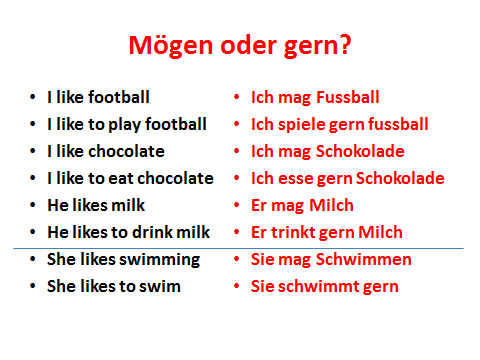 Mögen oder gern?
• I like football
• I like to play football
• I like chocolate
• I like to eat chocolate
• He likes milk
• He likes to drink milk
• She likes swimming
• She likes to swim
• Ich mag Fussball
• Ich spiele gern fussball
• Ich mag Schokolade
• Ich esse gern Schokolade
• Er mag Milch
• Er trinkt gern Milch
• Sie mag Schwimmen
• Sie schwimmt gern